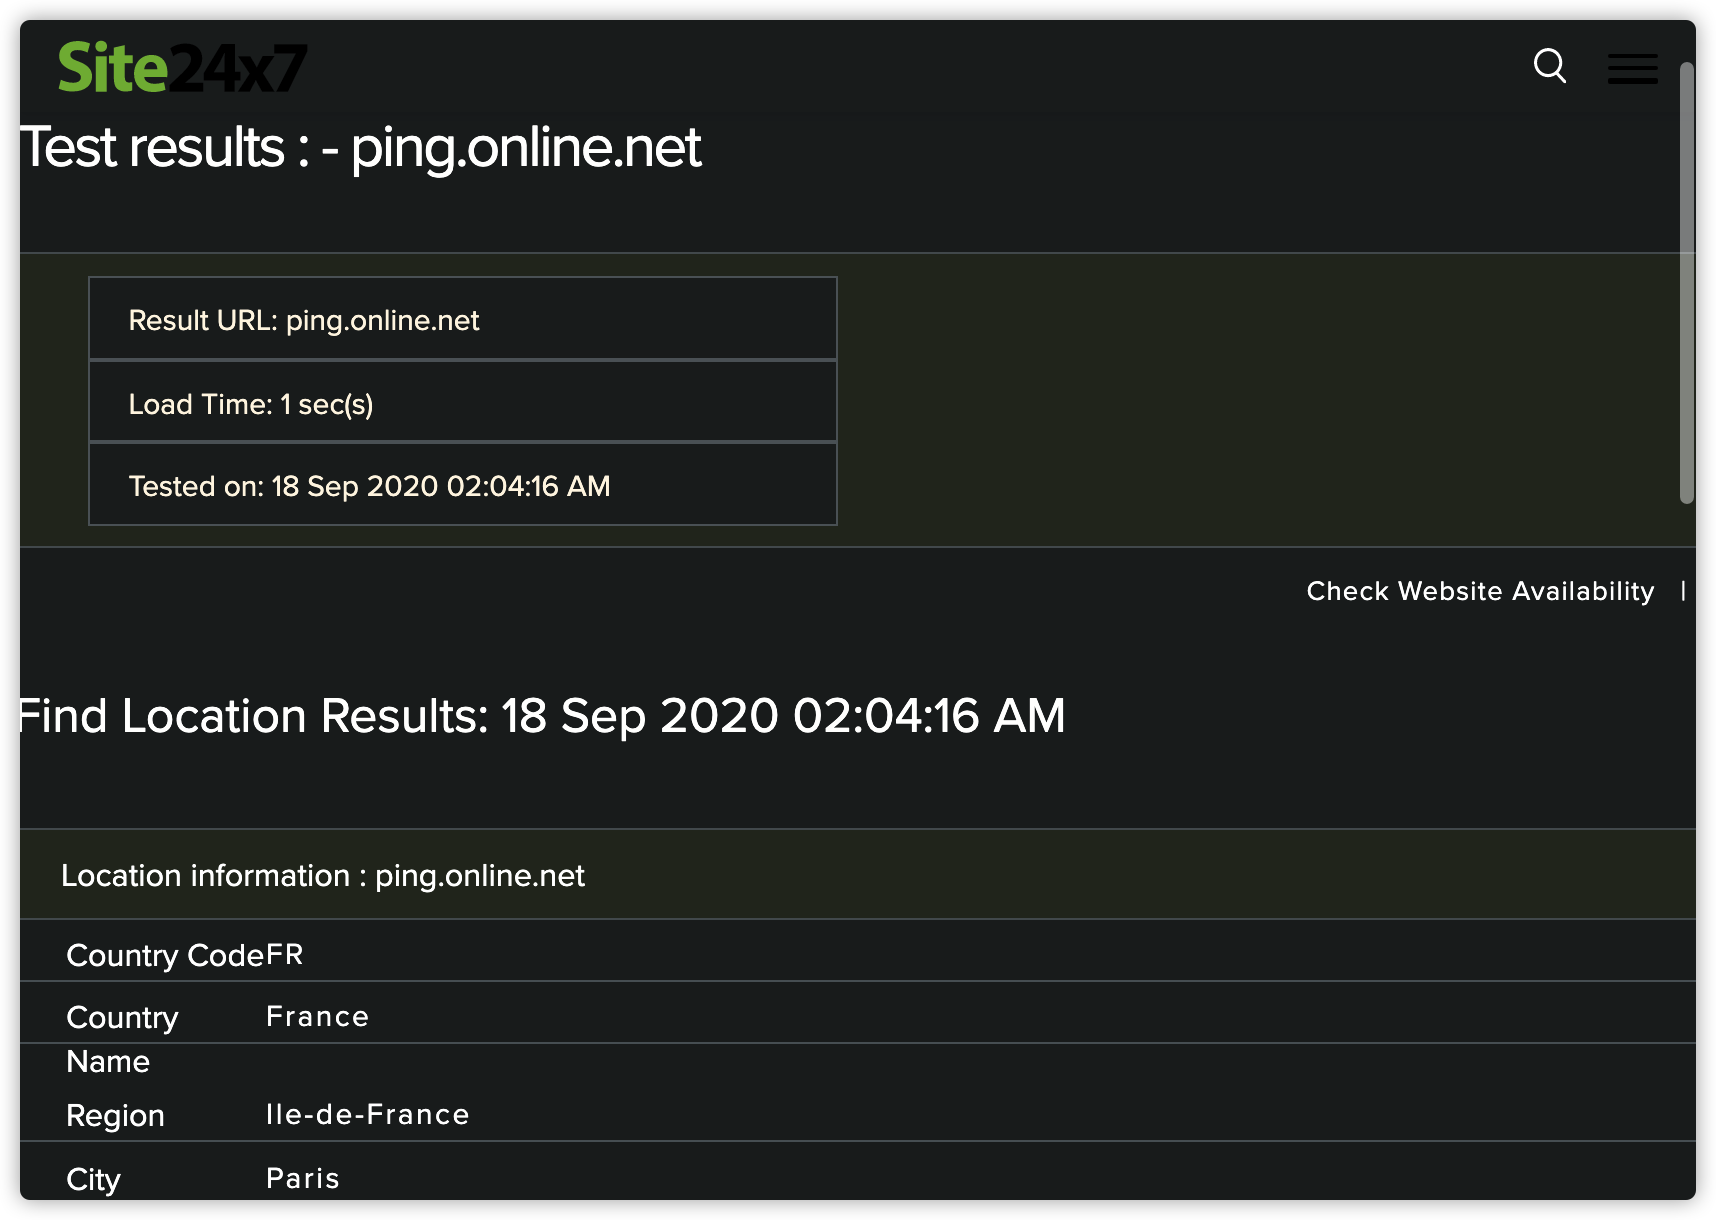 Site24x7
Test results : - ping.online.net
Result URL: ping.online.net
Load Time: 1 sec(s)
Tested on: 18 Sep 2020 02:04:16 AM
Check Website Availability |
Find Location Results: 18 Sep 2020 02:04:16 AM
Location information : ping.online.net
Country Code FR
Country France
Name
Region Ile-de-France
City Paris